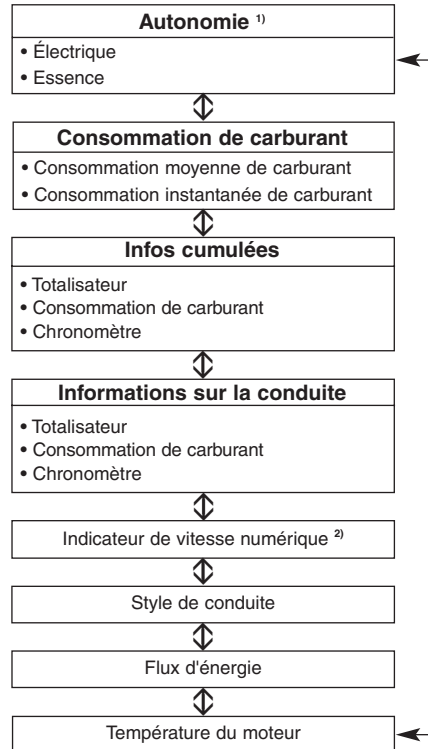 Autonomie ¹⁾
• Électrique
• Essence
Consommation de carburant
• Consommation moyenne de carburant
• Consommation instantanée de carburant
Infos cumulées
• Totalisateur
• Consommation de carburant
• Chronomètre
Informations sur la conduite
• Totalisateur
• Consommation de carburant
• Chronomètre
Indicateur de vitesse numérique ²⁾
Style de conduite
Flux d'énergie
Température du moteur